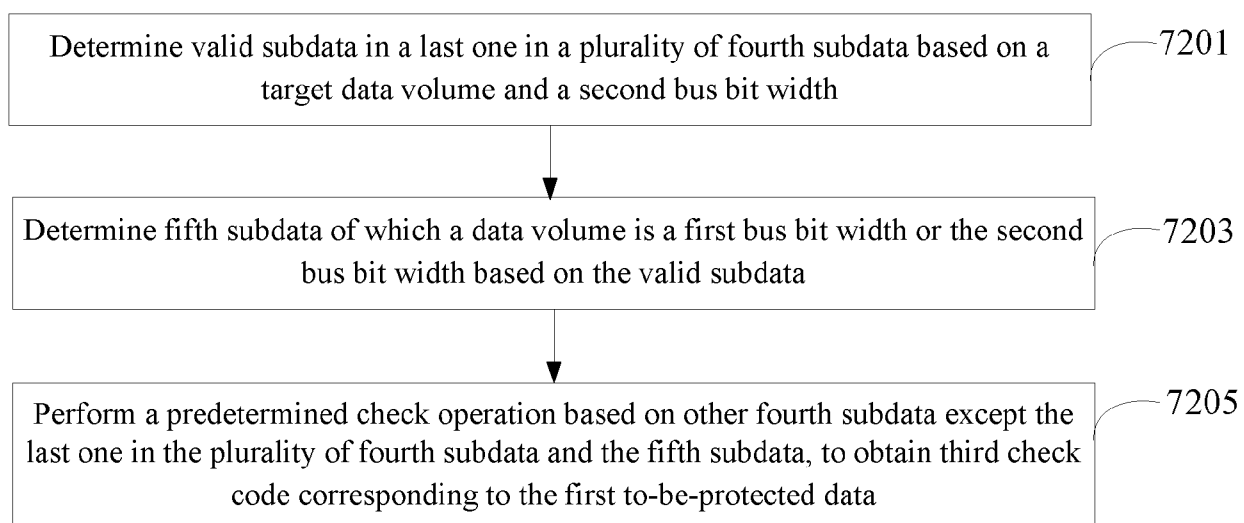 Determine valid subdata in a last one in a plurality of fourth subdata based on a
target data volume and a second bus bit width
7201
Determine fifth subdata of which a data volume is a first bus bit width or the second
bus bit width based on the valid subdata
7203
Perform a predetermined check operation based on other fourth subdata except the
last one in the plurality of fourth subdata and the fifth subdata, to obtain third check
code corresponding to the first to-be-protected data
7205